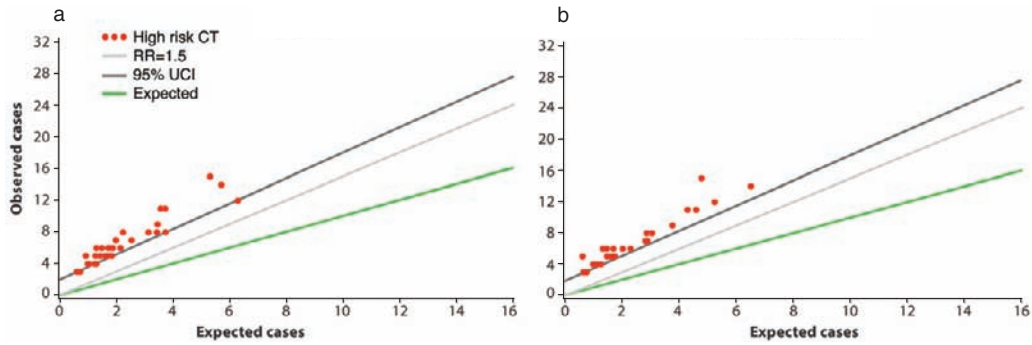 a
b
High risk CT
RR=1.5
95% UCI
Expected
Observed cases
32
28
24
20
16
12
8
4
0
0 2 4 6 8 10 12 14 16
Expected cases
32
28
24
20
16
12
8
4
0
0 2 4 6 8 10 12 14 16
Expected cases